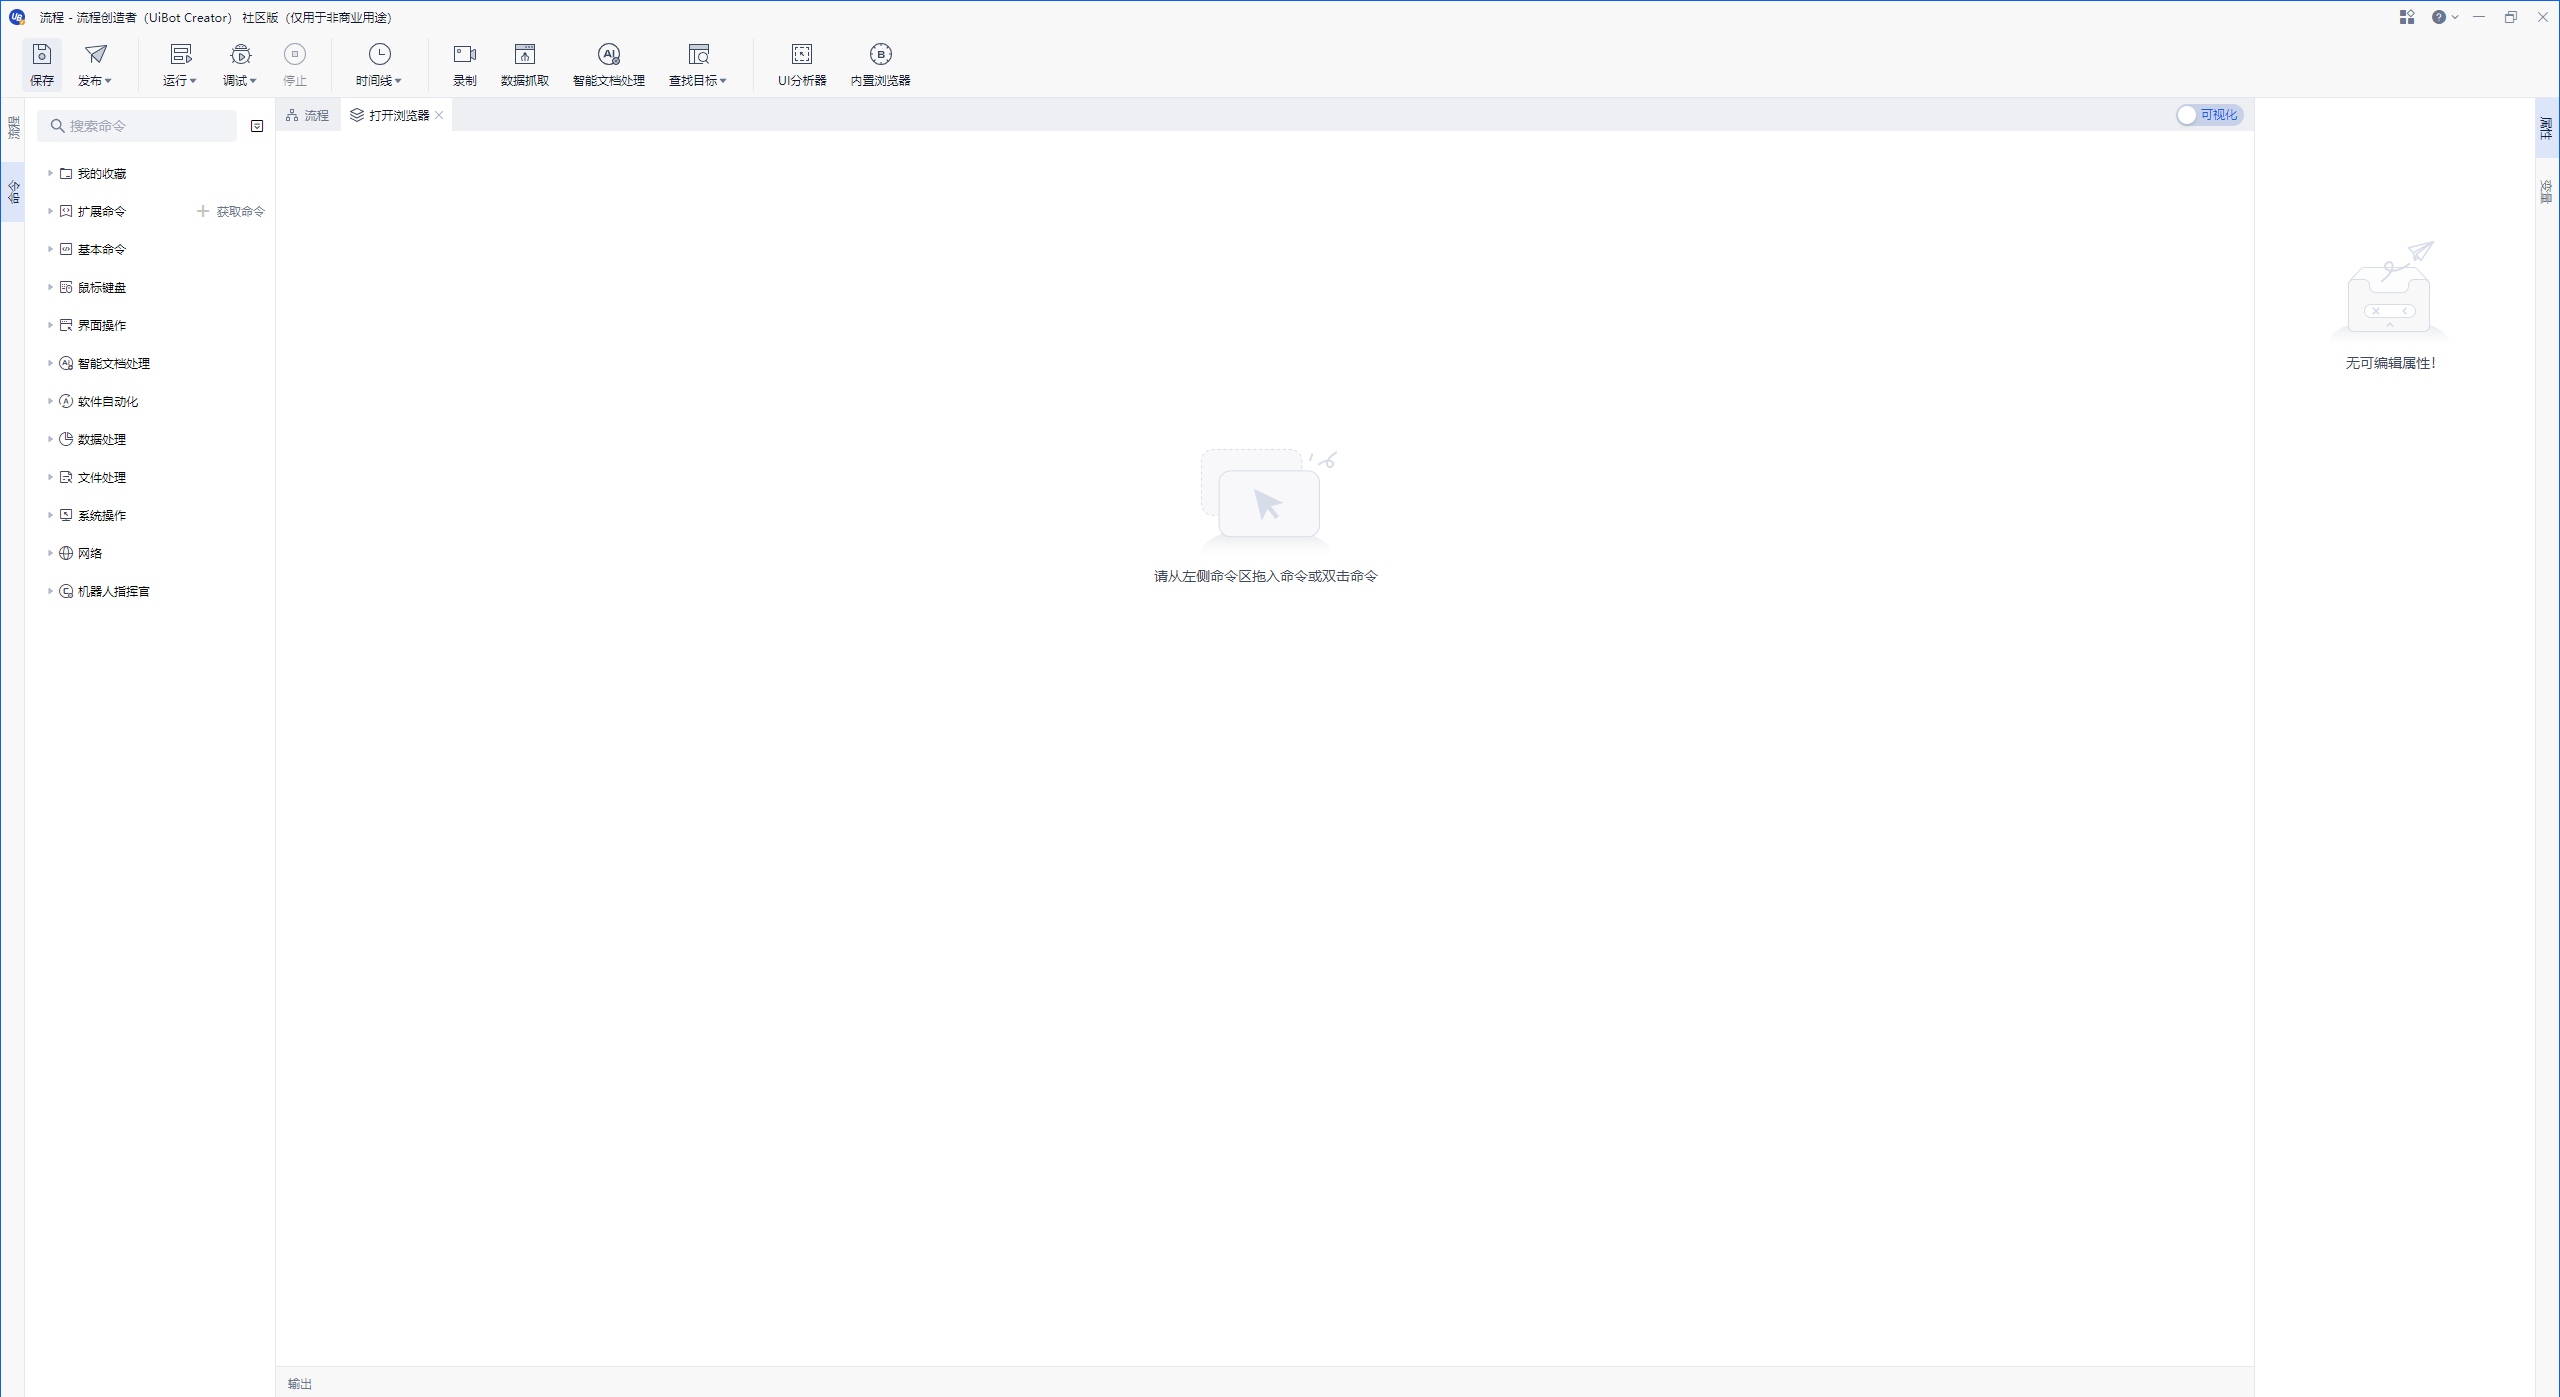 流程 - 流程创造者（UiBot Creator） 社区版（仅用于非商业用途）
保存 发布 运行 调试 停止 时间线 录制 数据抓取 智能文档处理 查找目标 UI分析器 内置浏览器
流程
命令
搜索命令
我的收藏
扩展命令 获取命令
基本命令
鼠标键盘
界面操作
智能文档处理
软件自动化
数据处理
文件处理
系统操作
网络
机器人指挥官
流程 打开浏览器 可视化
请从左侧命令区拖入命令或双击命令
输出
无可编辑属性!
属性
变量